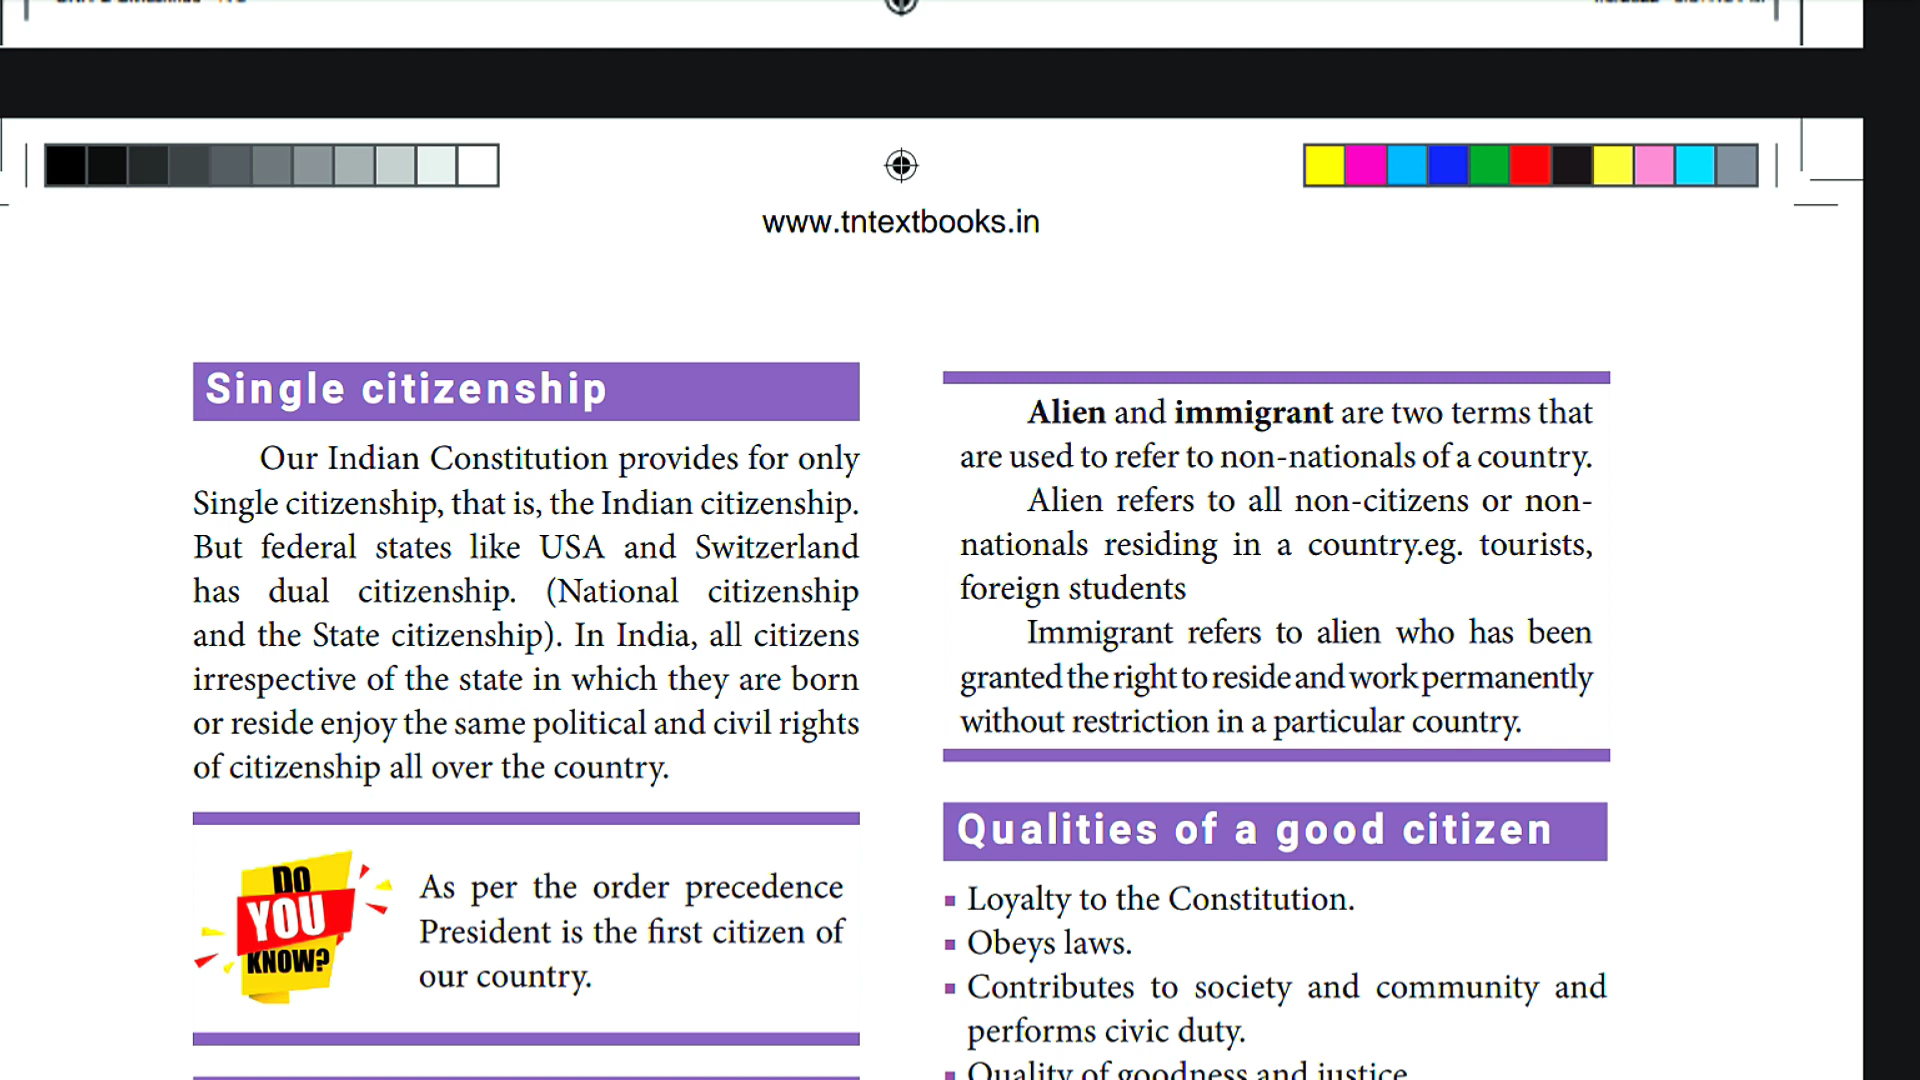 www.tntextbooks.in
Single citizenship
Our Indian Constitution provides for only
Single citizenship, that is, the Indian citizenship.
But federal states like USA and Switzerland
has dual citizenship. (National citizenship
and the State citizenship). In India, all citizens
irrespective of the state in which they are born
or reside enjoy the same political and civil rights
of citizenship all over the country.
DO
YOU
KNOW?
As per the order precedence
President is the first citizen of
our country.
Alien and immigrant are two terms that
are used to refer to non-nationals of a country.
Alien refers to all non-citizens or non-
nationals residing in a country.eg. tourists,
foreign students
Immigrant refers to alien who has been
granted the right to reside and work permanently
without restriction in a particular country.
Qualities of a good citizen
▪ Loyalty to the Constitution.
▪ Obeys laws.
▪ Contributes to society and community and
performs civic duty.
▪ Quality of goodness and justice